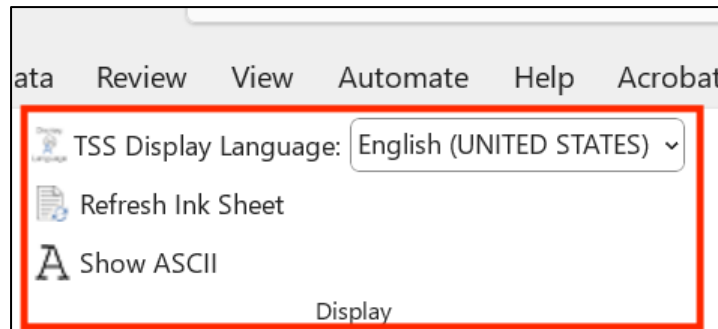 ata Review View Automate Help Acrobat
TSS Display Language: English (UNITED STATES)
Refresh Ink Sheet
Show ASCII
Display